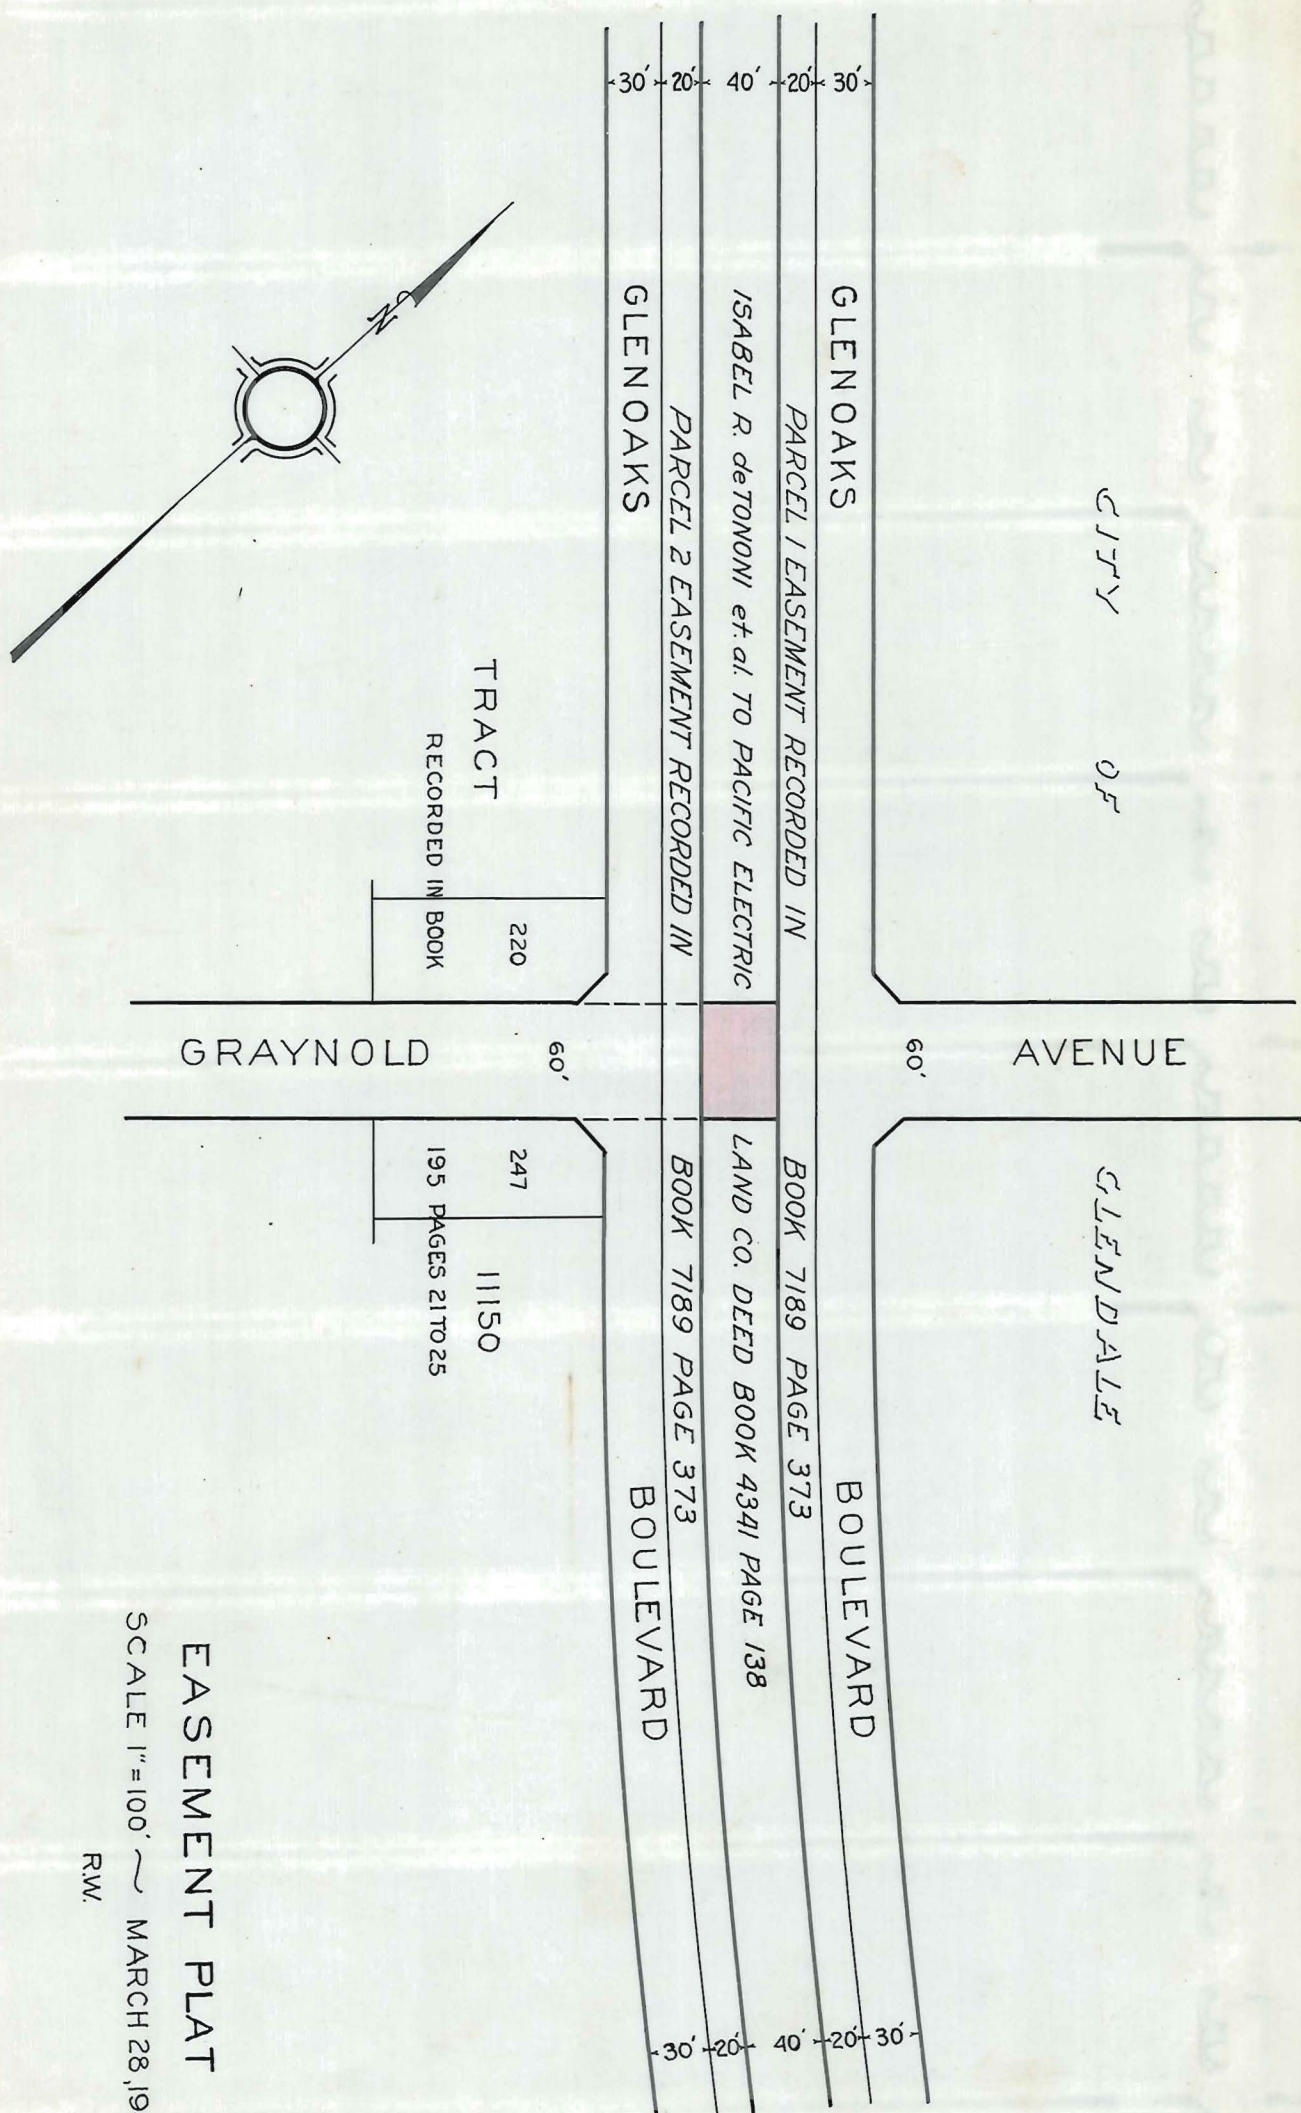 CITY OF GLENDALE
30'
20'
40'
20'
30'
GLENOAKS BOULEVARD
PARCEL 1 EASEMENT RECORDED IN BOOK 7189 PAGE 373
ISABEL R. deTONONI et.al. TO PACIFIC ELECTRIC LAND CO. DEED BOOK 4341 PAGE 138
PARCEL 2 EASEMENT RECORDED IN BOOK 7189 PAGE 373
GLENOAKS BOULEVARD
30'
20'
40'
20'
30'
AVENUE
60'
60'
GRAYNOLD
N
220
247
TRACT 11150
RECORDED IN BOOK 195 PAGES 21 TO 25
EASEMENT PLAT
SCALE 1"=100' ~ MARCH 28,19
R.W.